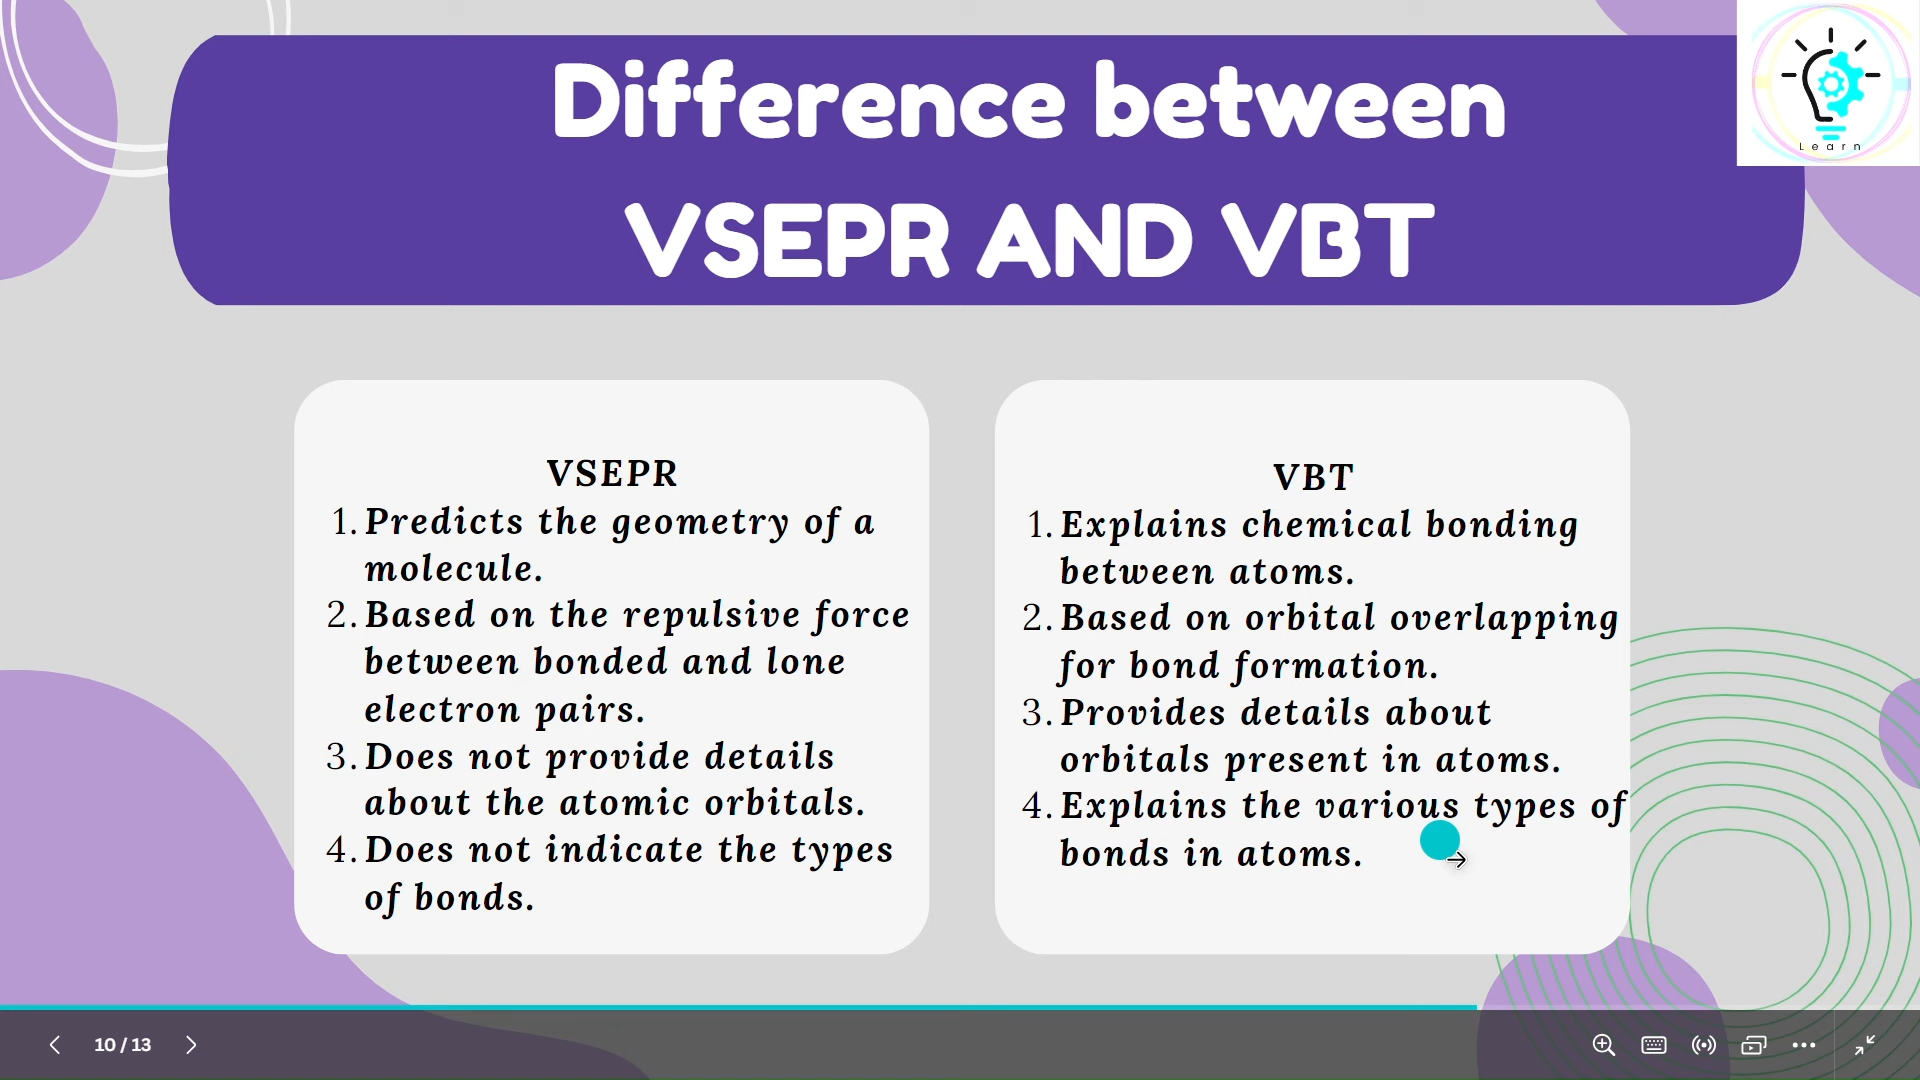 Difference between
VSEPR AND VBT
Learn
VSEPR
1. Predicts the geometry of a
molecule.
2. Based on the repulsive force
between bonded and lone
electron pairs.
3. Does not provide details
about the atomic orbitals.
4. Does not indicate the types
of bonds.
VBT
1. Explains chemical bonding
between atoms.
2. Based on orbital overlapping
for bond formation.
3. Provides details about
orbitals present in atoms.
4. Explains the various types of
bonds in atoms.
10 / 13